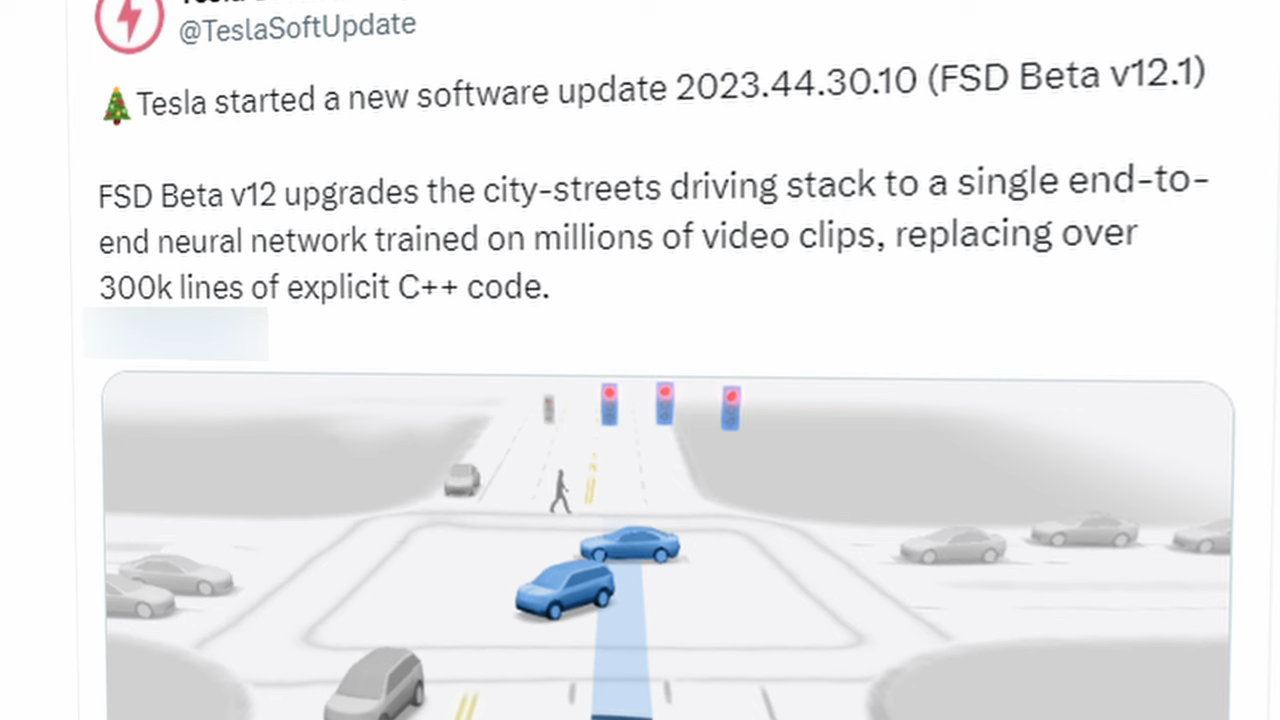 @TeslaSoftUpdate
🎄Tesla started a new software update 2023.44.30.10 (FSD Beta v12.1)
FSD Beta v12 upgrades the city-streets driving stack to a single end-to-
end neural network trained on millions of video clips, replacing over
300k lines of explicit C++ code.